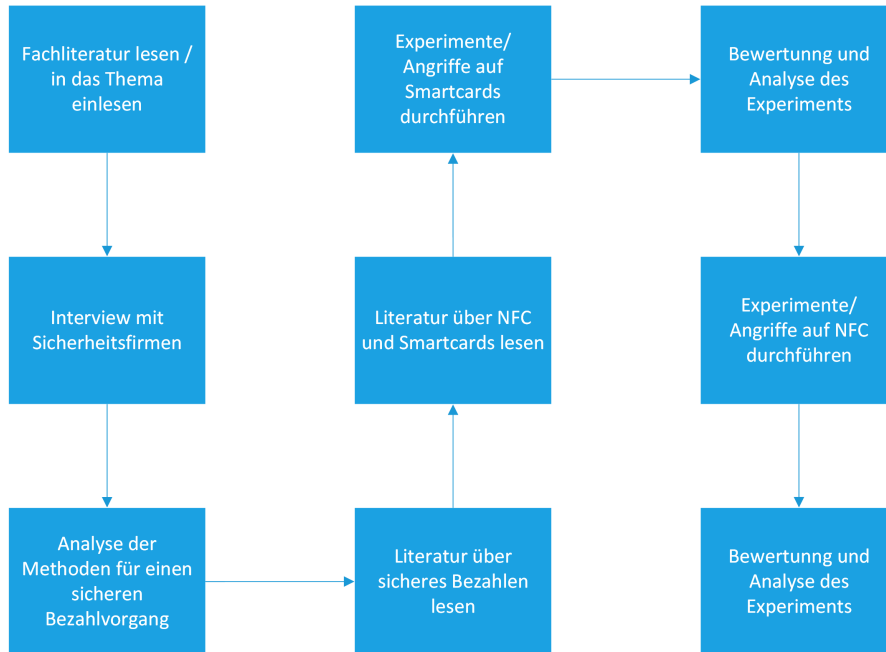 Fachliteratur lesen /
in das Thema
einlesen
Interview mit
Sicherheitsfirmen
Analyse der
Methoden für einen
sicheren
Bezahlvorgang
Literatur über
sicheres Bezahlen
lesen
Literatur über NFC
und Smartcards lesen
Experimente/
Angriffe auf
Smartcards
durchführen
Bewertunng und
Analyse des
Experiments
Experimente/
Angriffe auf NFC
durchführen
Bewertunng und
Analyse des
Experiments